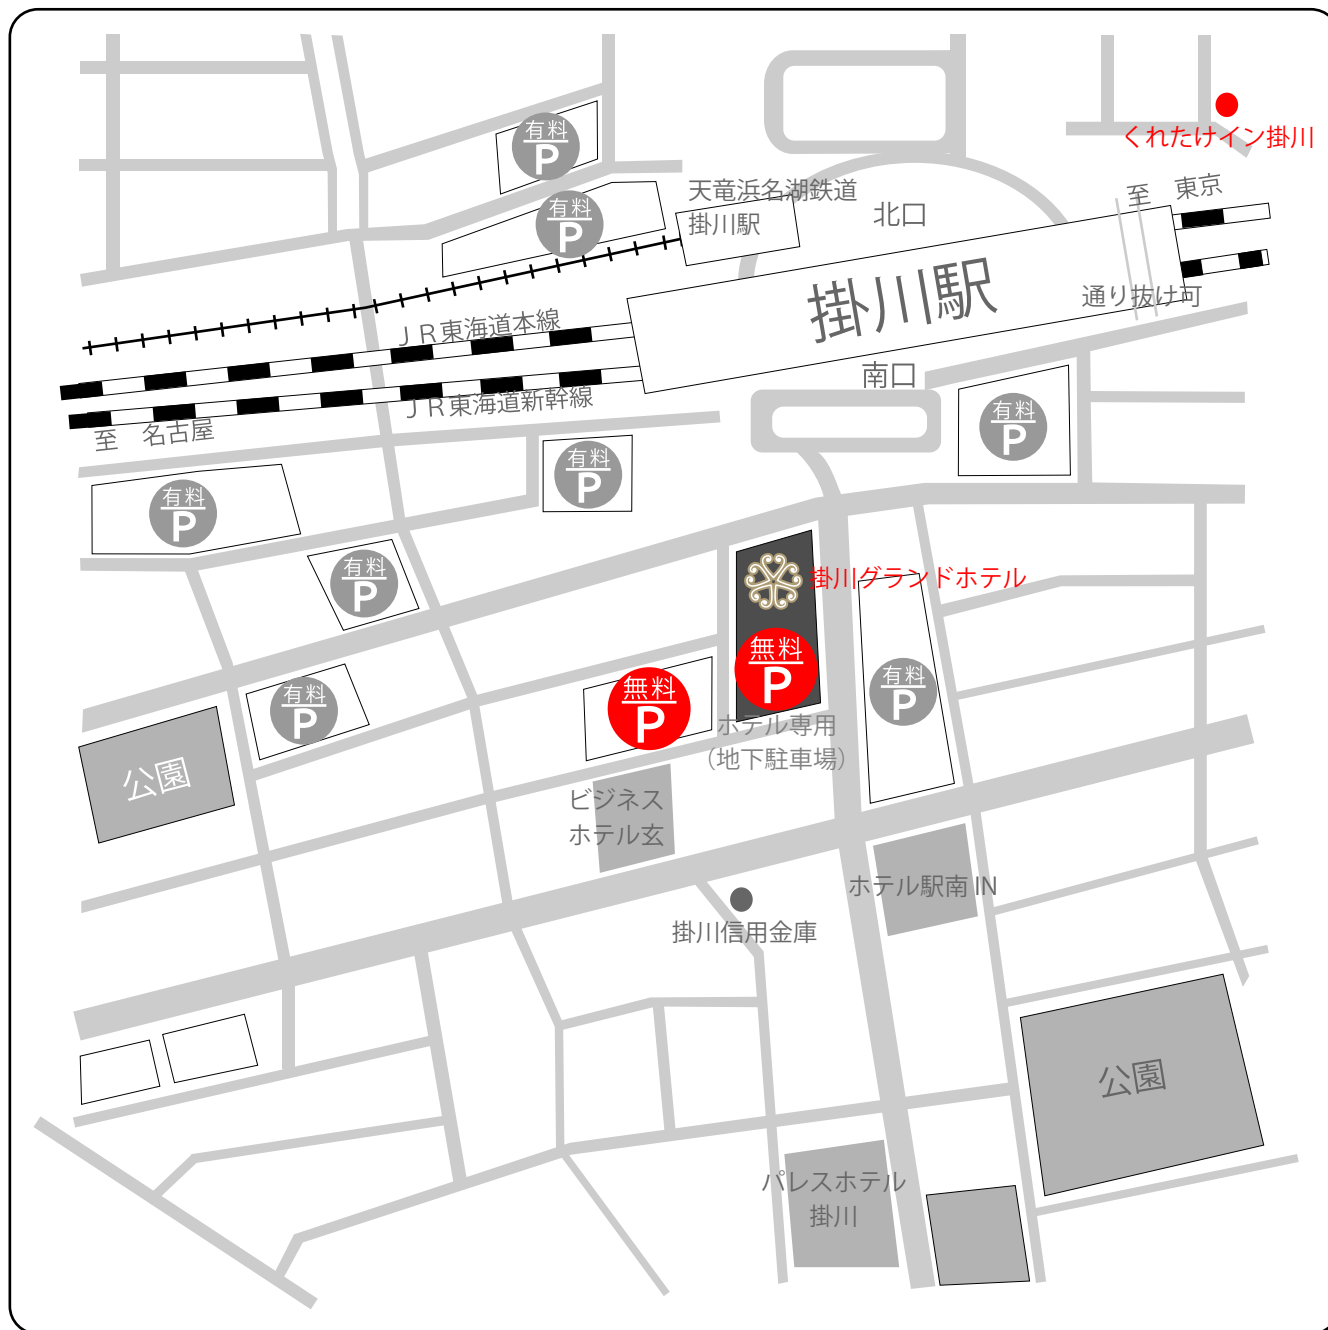 有料
P
くれたけイン掛川
有料
P
天竜浜名湖鉄道
掛川駅
北口
至 東京
掛川駅
通り抜け可
ＪＲ東海道本線
南口
ＪＲ東海道新幹線
至 名古屋
有料
P
有料
P
有料
P
有料
P
掛川グランドホテル
無料
P
有料
P
無料
P
有料
P
ホテル専用
（地下駐車場）
公園
ビジネス
ホテル玄
ホテル駅南 IN
掛川信用金庫
公園
パレスホテル
掛川